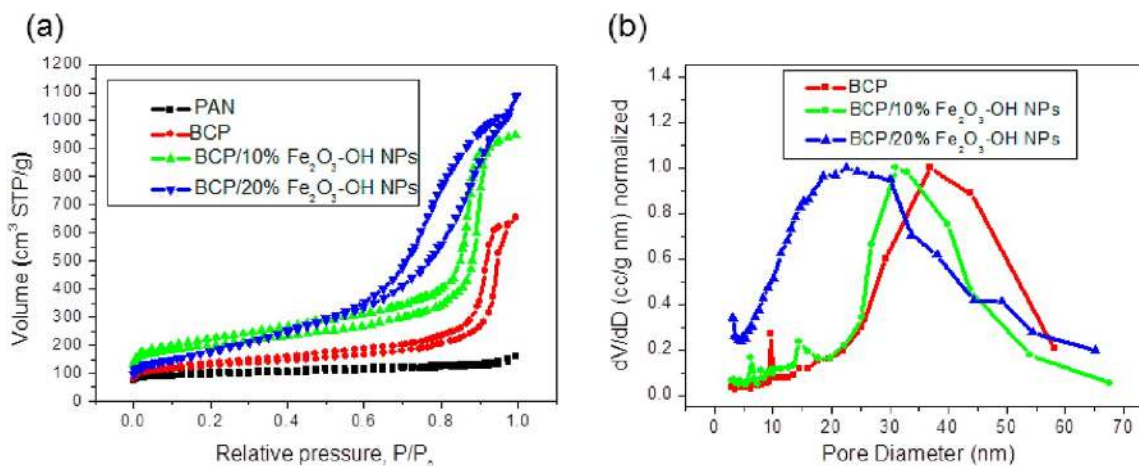 (a)
1200
1100
1000
900
800
700
600
500
400
300
200
100
0
Volume (cm³ STP/g)
PAN
BCP
BCP/10% Fe₂O₃-OH NPs
BCP/20% Fe₂O₃-OH NPs
0.0 0.2 0.4 0.6 0.8 1.0
Relative pressure, P/P₀
(b)
1.4
1.2
1.0
0.8
0.6
0.4
0.2
0.0
dV/dD (cc/g nm) normalized
BCP
BCP/10% Fe₂O₃-OH NPs
BCP/20% Fe₂O₃-OH NPs
0 10 20 30 40 50 60 70
Pore Diameter (nm)